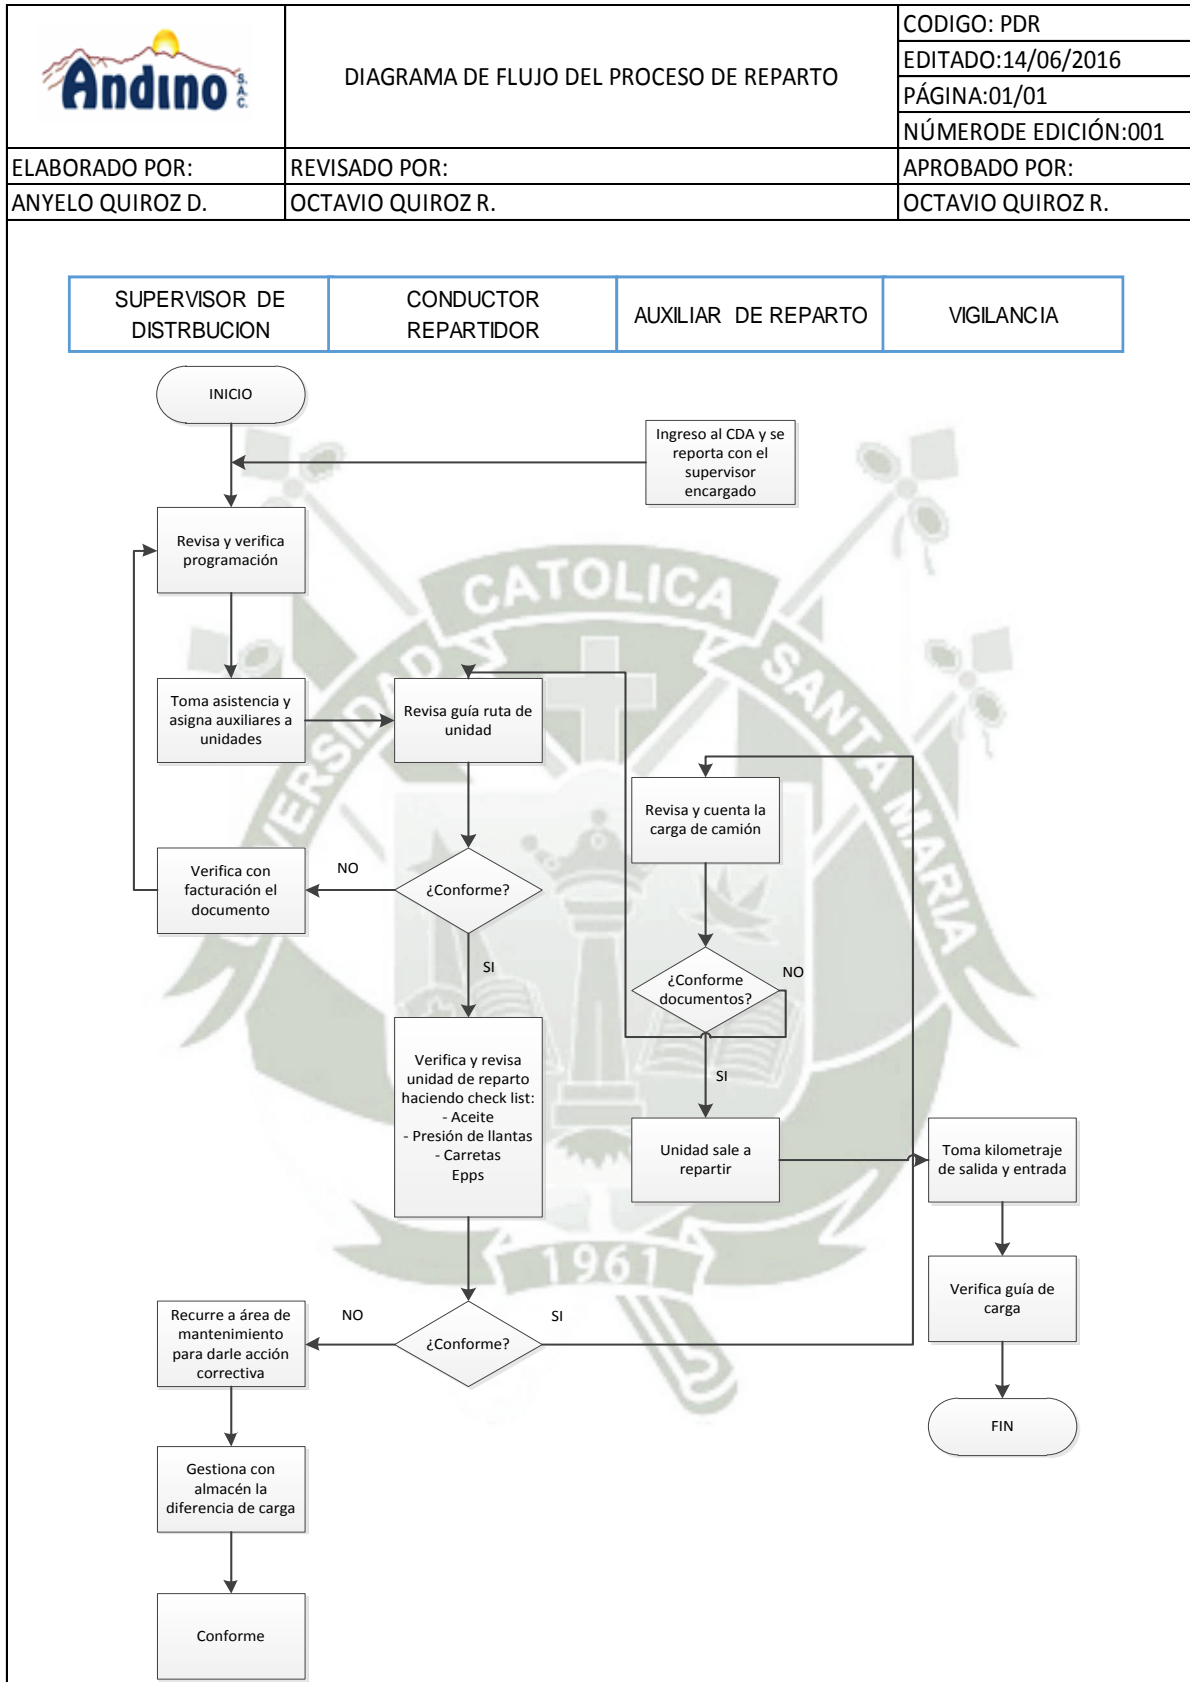 Andino S.A.C.
DIAGRAMA DE FLUJO DEL PROCESO DE REPARTO
CODIGO: PDR
EDITADO:14/06/2016
PÁGINA:01/01
NÚMERODE EDICIÓN:001
ELABORADO POR:
REVISADO POR:
APROBADO POR:
ANYELO QUIROZ D.
OCTAVIO QUIROZ R.
OCTAVIO QUIROZ R.
SUPERVISOR DE
DISTRBUCION
CONDUCTOR
REPARTIDOR
AUXILIAR DE REPARTO
VIGILANCIA
INICIO
Ingreso al CDA y se
reporta con el
supervisor
encargado
Revisa y verifica
programación
Toma asistencia y
asigna auxiliares a
unidades
Revisa guía ruta de
unidad
Revisa y cuenta la
carga de camión
Verifica con
facturación el
documento
NO
¿Conforme?
SI
¿Conforme
documentos?
NO
SI
Verifica y revisa
unidad de reparto
haciendo check list:
- Aceite
- Presión de llantas
- Carretas
Epps
Unidad sale a
repartir
Toma kilometraje
de salida y entrada
Verifica guía de
carga
Recurre a área de
mantenimiento
para darle acción
correctiva
NO
¿Conforme?
SI
FIN
Gestiona con
almacén la
diferencia de carga
Conforme
UNIVERSIDAD CATOLICA SANTA MARIA
1961